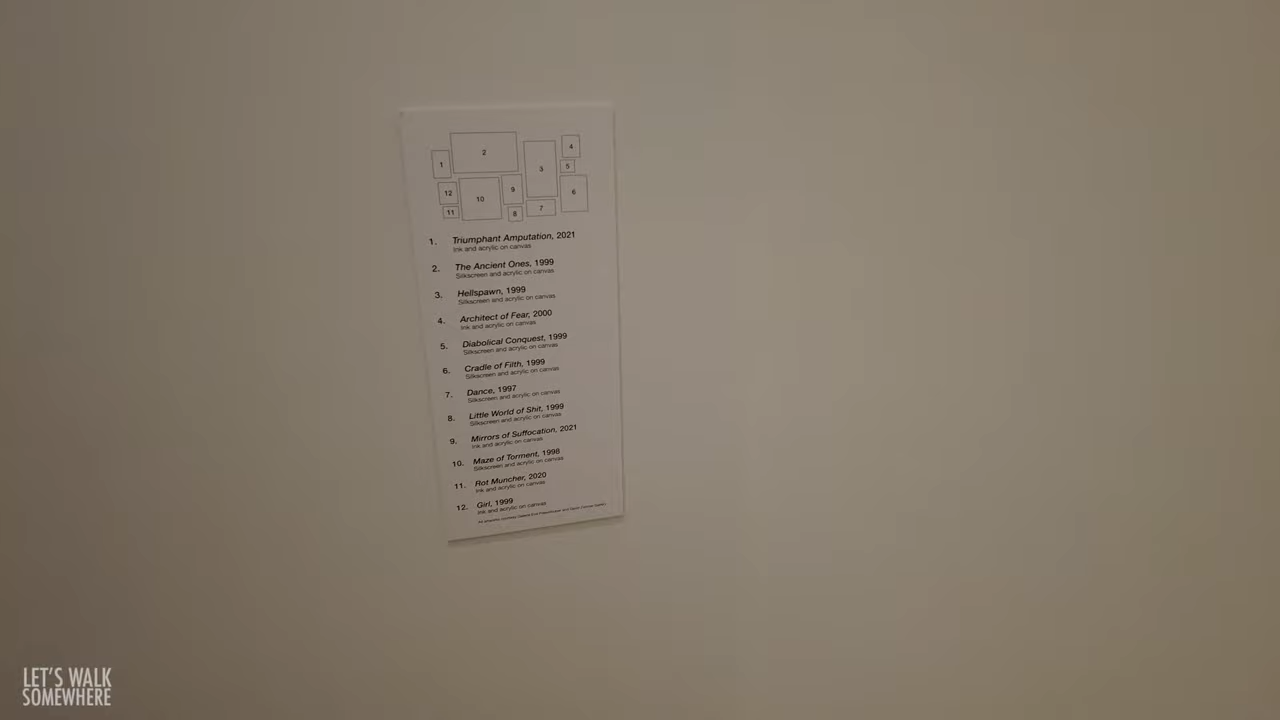 1 2 3 4 5 6 7 8 9 10 11 12
1. Triumphant Amputation, 2021
Ink and acrylic on canvas
2. The Ancient Ones, 1999
Silkscreen and acrylic on canvas
3. Hellspawn, 1999
Silkscreen and acrylic on canvas
4. Architect of Fear, 2000
Ink and acrylic on canvas
5. Diabolical Conquest, 1999
Silkscreen and acrylic on canvas
6. Cradle of Filth, 1999
Silkscreen and acrylic on canvas
7. Dance, 1997
Silkscreen and acrylic on canvas
8. Little World of Shit, 1999
Silkscreen and acrylic on canvas
9. Mirrors of Suffocation, 2021
Ink and acrylic on canvas
10. Maze of Torment, 1998
Silkscreen and acrylic on canvas
11. Rot Muncher, 2020
Ink and acrylic on canvas
12. Girl, 1999
Ink and acrylic on canvas
LET'S WALK
SOMEWHERE